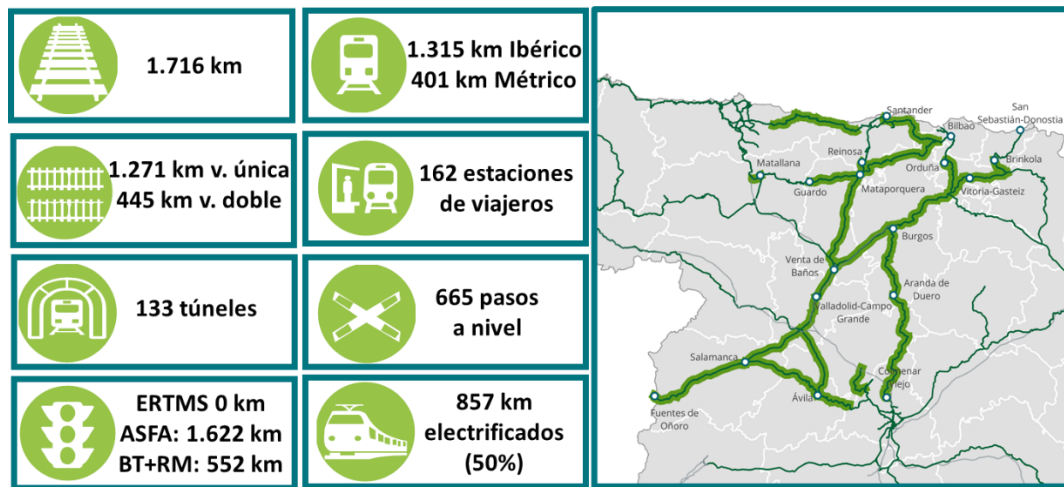 1.716 km
1.315 km Ibérico
401 km Métrico
1.271 km v. única
445 km v. doble
162 estaciones
de viajeros
133 túneles
665 pasos
a nivel
ERTMS 0 km
ASFA: 1.622 km
BT+RM: 552 km
857 km
electrificados
(50%)
Santander
San
Sebastián-Donostia
Bilbao
Reinosa
Matallana
Orduña
Brinkola
Guardo
Mataporquera
Vitoria-Gasteiz
Burgos
Venta de
Baños
Aranda de
Duero
Valladolid-Campo
Grande
Salamanca
Colmenar
Viejo
Ávila
Fuentes de
Oñoro